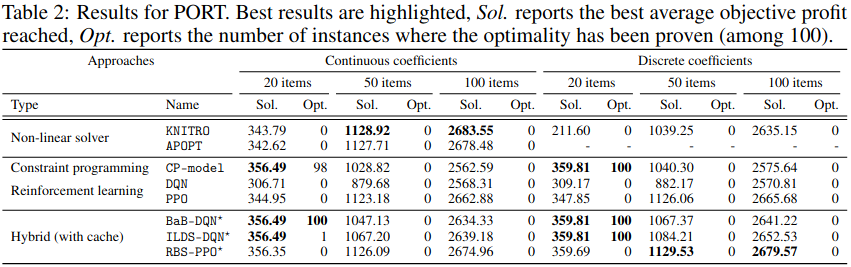 Table 2: Results for PORT. Best results are highlighted, Sol. reports the best average objective profit
reached, Opt. reports the number of instances where the optimality has been proven (among 100).
Approaches Continuous coefficients Discrete coefficients
20 items 50 items 100 items 20 items 50 items 100 items
Type Name Sol. Opt. Sol. Opt. Sol. Opt. Sol. Opt. Sol. Opt. Sol. Opt.
Non-linear solver KNITRO 343.79 0 1128.92 0 2683.55 0 211.60 0 1039.25 0 2635.15 0
APOPT 342.62 0 1127.71 0 2678.48 0 - - - - - -
Constraint programming CP-model 356.49 98 1028.82 0 2562.59 0 359.81 100 1040.30 0 2575.64 0
Reinforcement learning DQN 306.71 0 879.68 0 2568.31 0 309.17 0 882.17 0 2570.81 0
PPO 344.95 0 1123.18 0 2662.88 0 347.85 0 1126.06 0 2665.68 0
Hybrid (with cache) BaB-DQN* 356.49 100 1047.13 0 2634.33 0 359.81 100 1067.37 0 2641.22 0
ILDS-DQN* 356.49 1 1067.20 0 2639.18 0 359.81 100 1084.21 0 2652.53 0
RBS-PPO* 356.35 0 1126.09 0 2674.96 0 359.69 0 1129.53 0 2679.57 0